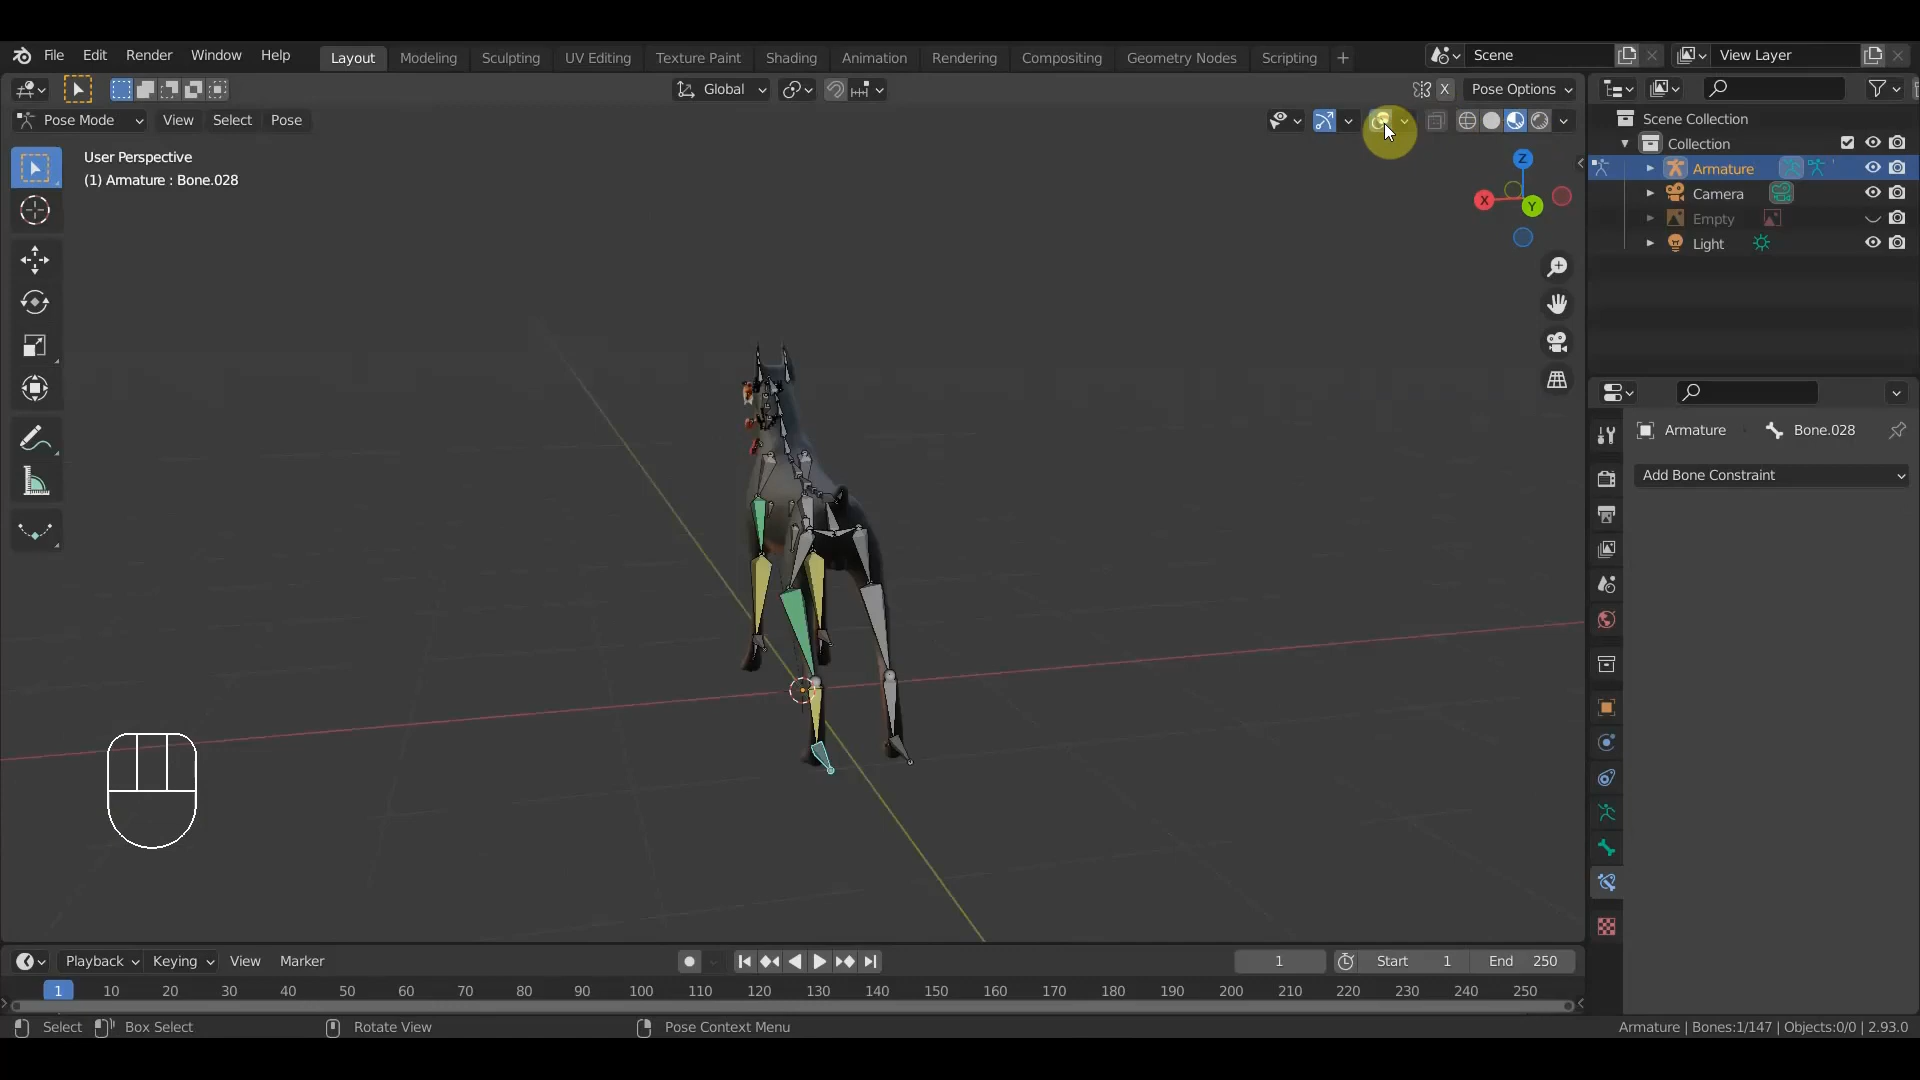 File Edit Render Window Help Layout Modeling Sculpting UV Editing Texture Paint Shading Animation Rendering Compositing Geometry Nodes Scripting + Scene View Layer
Global X Pose Options
Pose Mode View Select Pose
User Perspective
(1) Armature : Bone.028
Z
X
Y
Scene Collection
Collection
Armature
Camera
Empty
Light
Armature Bone.028
Add Bone Constraint
Playback Keying View Marker 1 Start 1 End 250
1 10 20 30 40 50 60 70 80 90 100 110 120 130 140 150 160 170 180 190 200 210 220 230 240 250
Select Box Select Rotate View Pose Context Menu Armature | Bones:1/147 | Objects:0/0 | 2.93.0